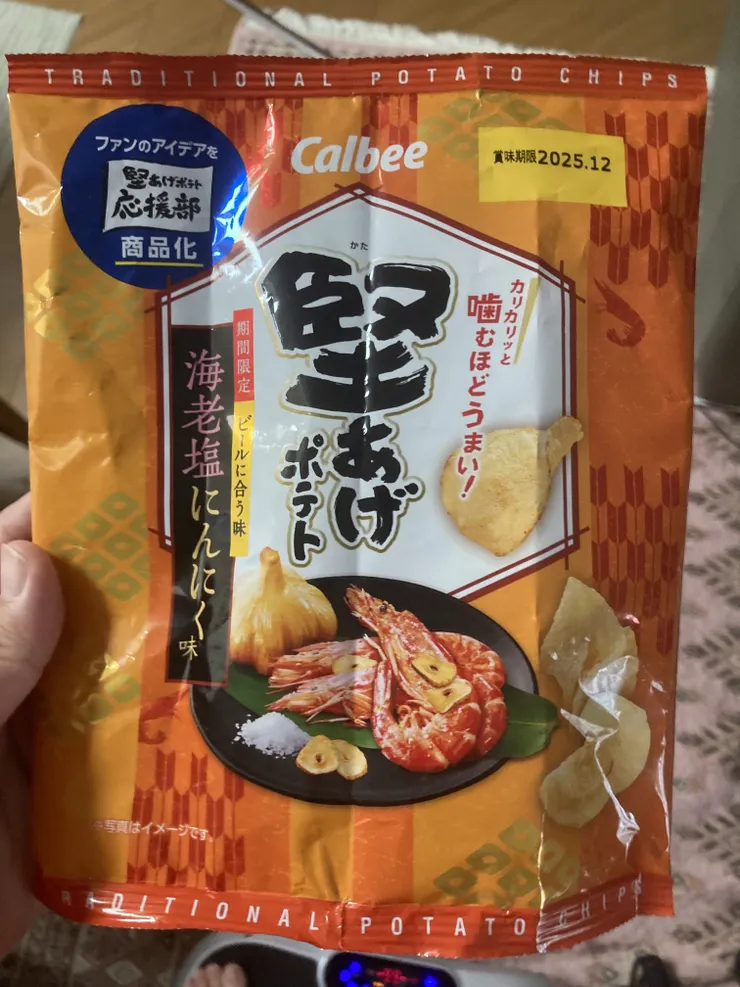 TRADITIONAL POTATO CHIPS
ファンのアイデアを
堅あげポテト
応援部
商品化
Calbee
賞味期限2025.12
かた
堅あげ
ポテト
カリカリッと
噛むほどうまい!
期間限定
ビールに合う味
海老塩にんにく味
※写真はイメージです。
TRADITIONAL POTATO CHIPS